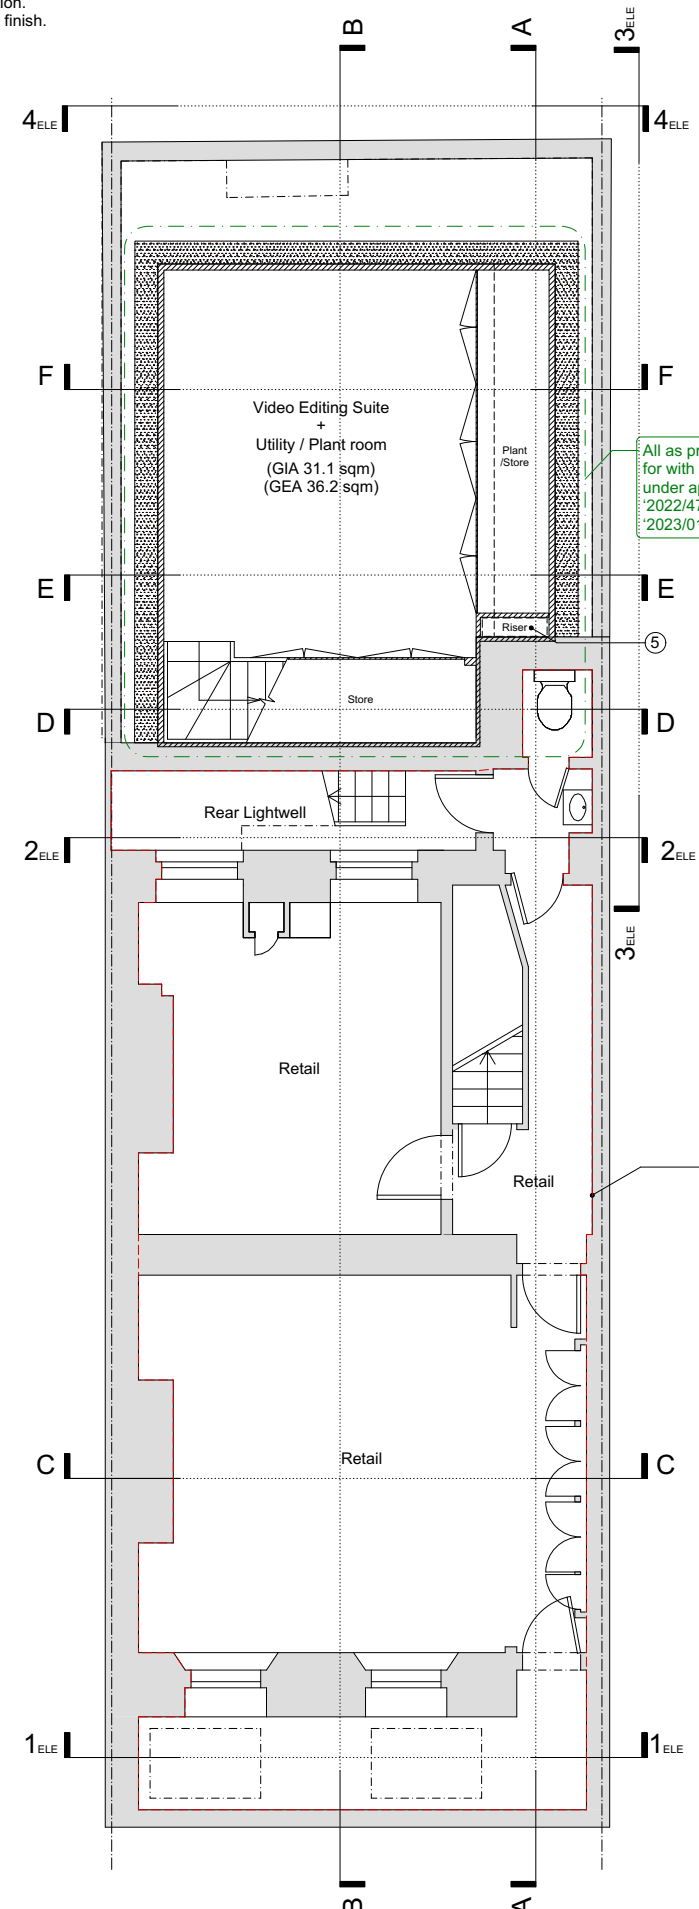 ion.
finish.
B
A
3ELE
4ELE
4ELE
F
F
Video Editing Suite
+
Utility / Plant room
(GIA 31.1 sqm)
(GEA 36.2 sqm)
Plant
/Store
All as pr
for with
under ap
‘2022/47
‘2023/01
E
E
Riser
5
Store
D
D
Rear Lightwell
2ELE
2ELE
3ELE
Retail
Retail
C
C
Retail
1ELE
1ELE
B
A